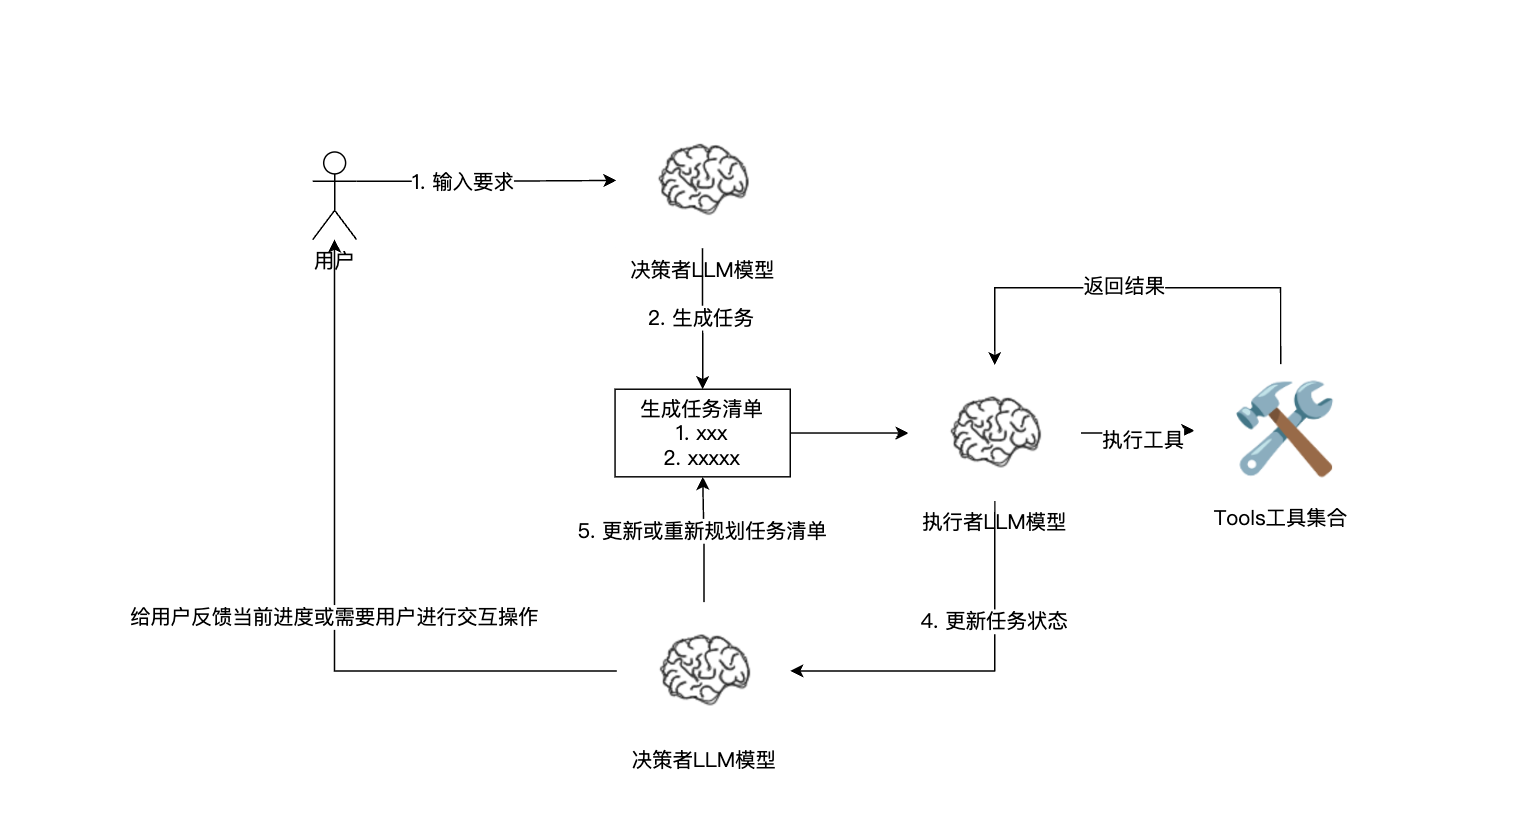 1. 输入要求
用户
决策者LLM模型
2. 生成任务
返回结果
生成任务清单
1. xxx
2. xxxxx
执行工具
执行者LLM模型
Tools工具集合
5. 更新或重新规划任务清单
给用户反馈当前进度或需要用户进行交互操作
4. 更新任务状态
决策者LLM模型